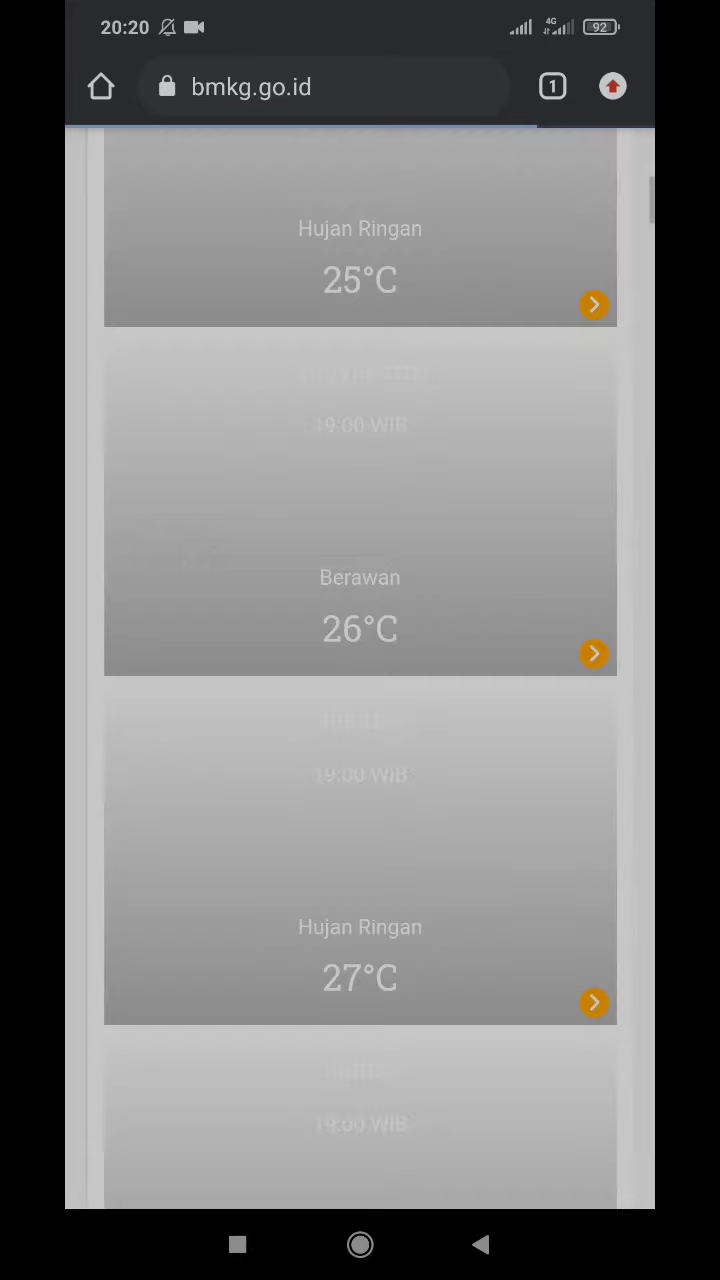 20:20
4G
92
1
bmkg.go.id
Hujan Ringan
25°C
19:00 WIB
Berawan
26°C
19:00 WIB
Hujan Ringan
27°C
19:00 WIB